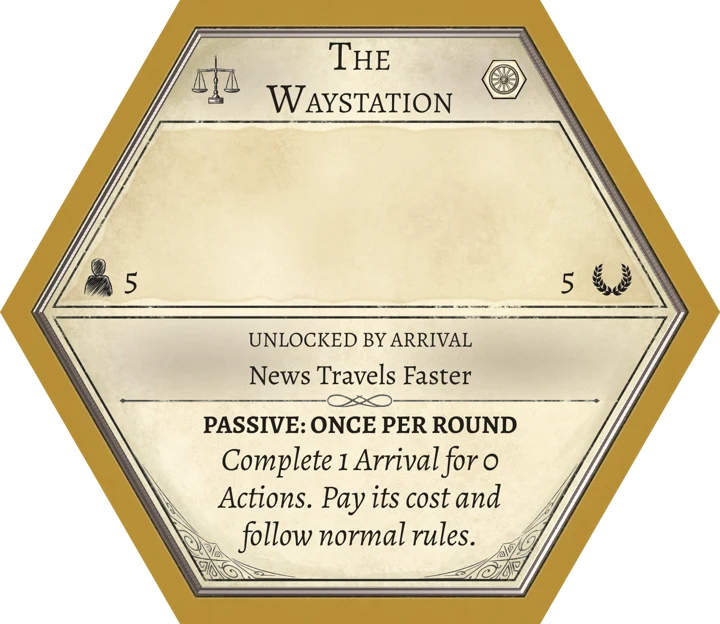 The
Waystation
5
5
UNLOCKED BY ARRIVAL
News Travels Faster
PASSIVE: ONCE PER ROUND
Complete 1 Arrival for 0
Actions. Pay its cost and
follow normal rules.